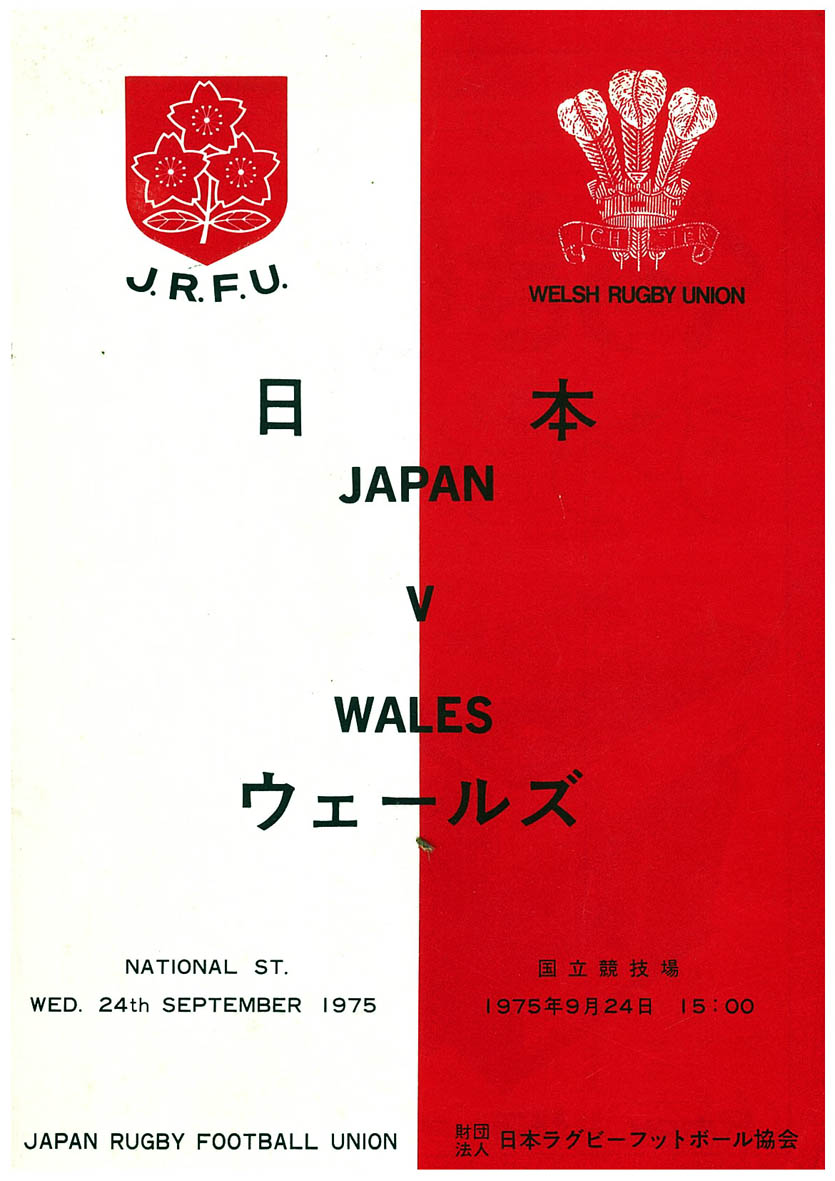 J.R.F.U.
WELSH RUGBY UNION
日本
JAPAN
V
WALES
ウェールズ
NATIONAL ST.
WED. 24th SEPTEMBER 1975
国立競技場
1975年9月24日 15:00
JAPAN RUGBY FOOTBALL UNION
財団法人 日本ラグビーフットボール協会